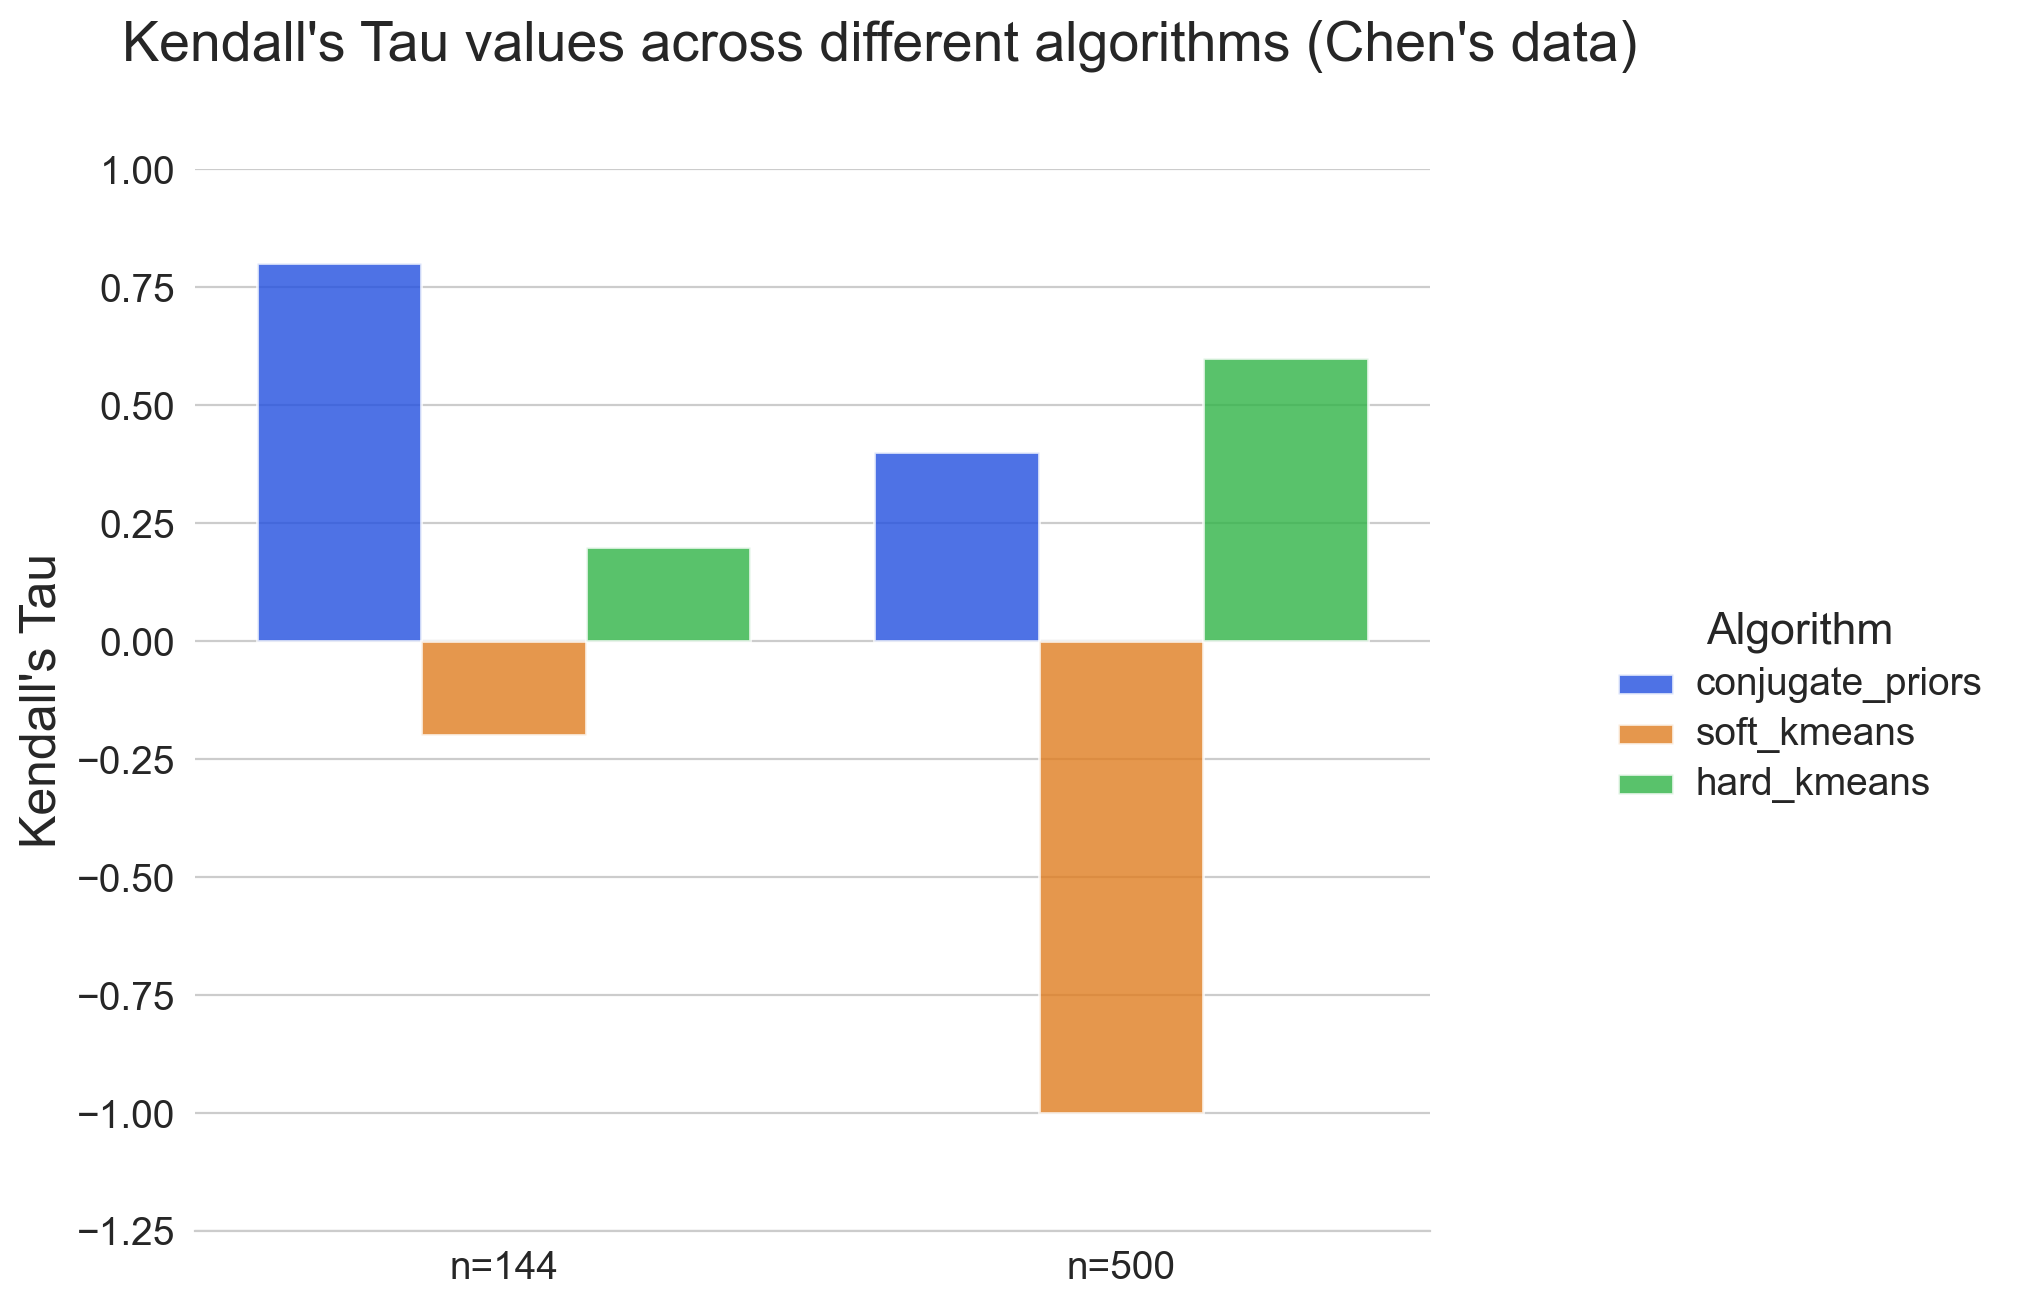 Kendall's Tau values across different algorithms (Chen's data)
1.00
0.75
0.50
0.25
0.00
−0.25
−0.50
−0.75
−1.00
−1.25
Kendall's Tau
n=144
n=500
Algorithm
conjugate_priors
soft_kmeans
hard_kmeans